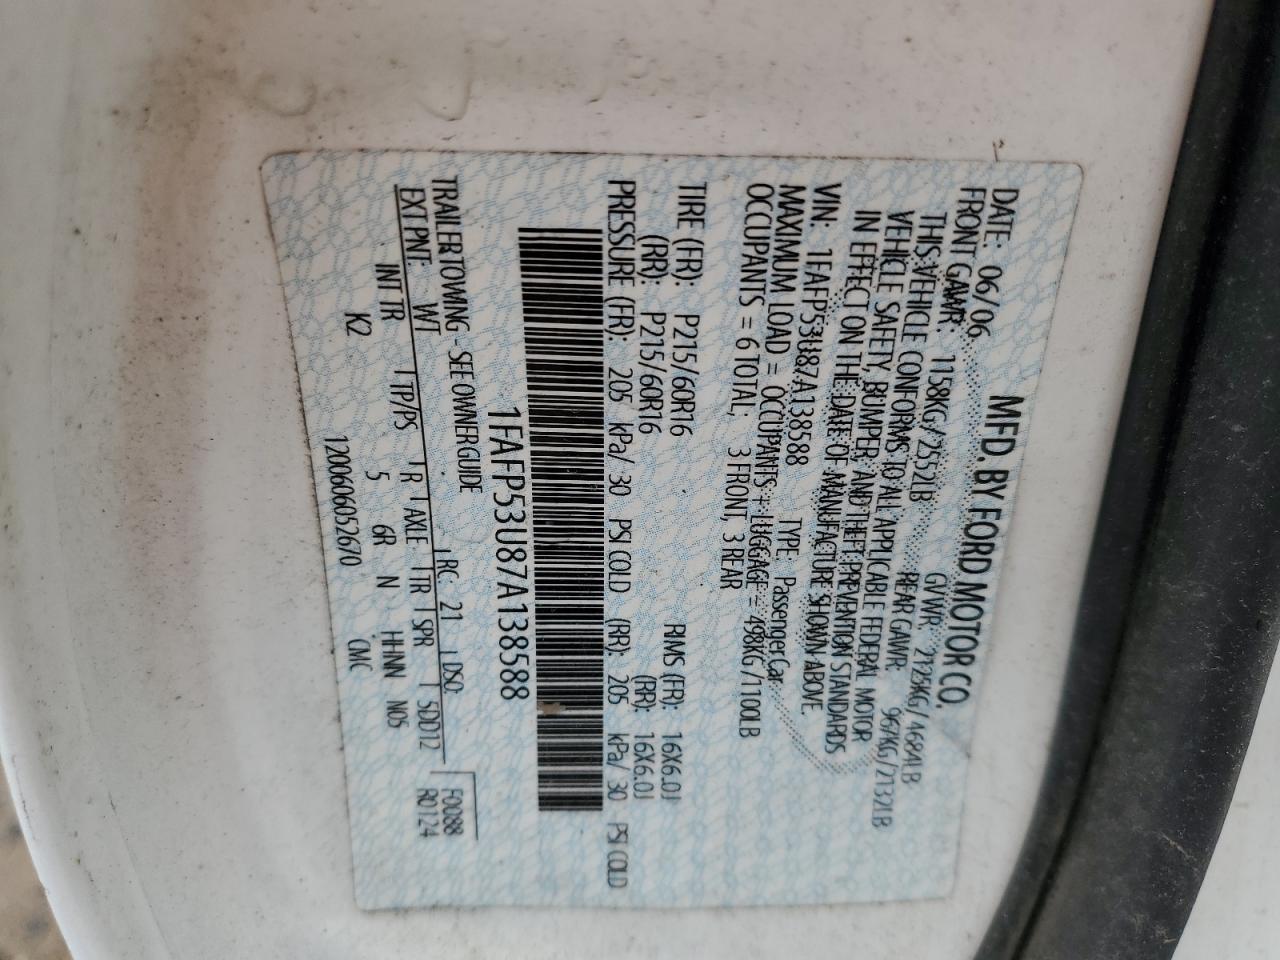 MFD. BY FORD MOTOR CO.
DATE: 06/06 GVWR: 2125KG/4684LB
FRONT GAWR: 1158KG/2552LB REAR GAWR: 967KG/2132LB
THIS VEHICLE CONFORMS TO ALL APPLICABLE FEDERAL MOTOR
VEHICLE SAFETY, BUMPER, AND THEFT PREVENTION STANDARDS
IN EFFECT ON THE DATE OF MANUFACTURE SHOWN ABOVE.
VIN: 1FAFP53U87A138588 TYPE: Passenger Car
MAXIMUM LOAD = OCCUPANTS + LUGGAGE = 498KG/1100LB
OCCUPANTS = 6 TOTAL; 3 FRONT, 3 REAR
TIRE (FR): P215/60R16 RIMS (FR): 16X6.0J
(RR): P215/60R16 (RR): 16X6.0J
PRESSURE (FR): 205 kPa/ 30 PSI COLD (RR): 205 kPa/ 30 PSI COLD
1FAFP53U87A138588
TRAILER TOWING - SEE OWNER GUIDE
RC: 21 DSO: F0088
EXT PNT: WT R0124
INT TR TP/PS R AXLE TR SPR 5DD12
K2 5 6R N HHNN N05
1200606052670 CMC